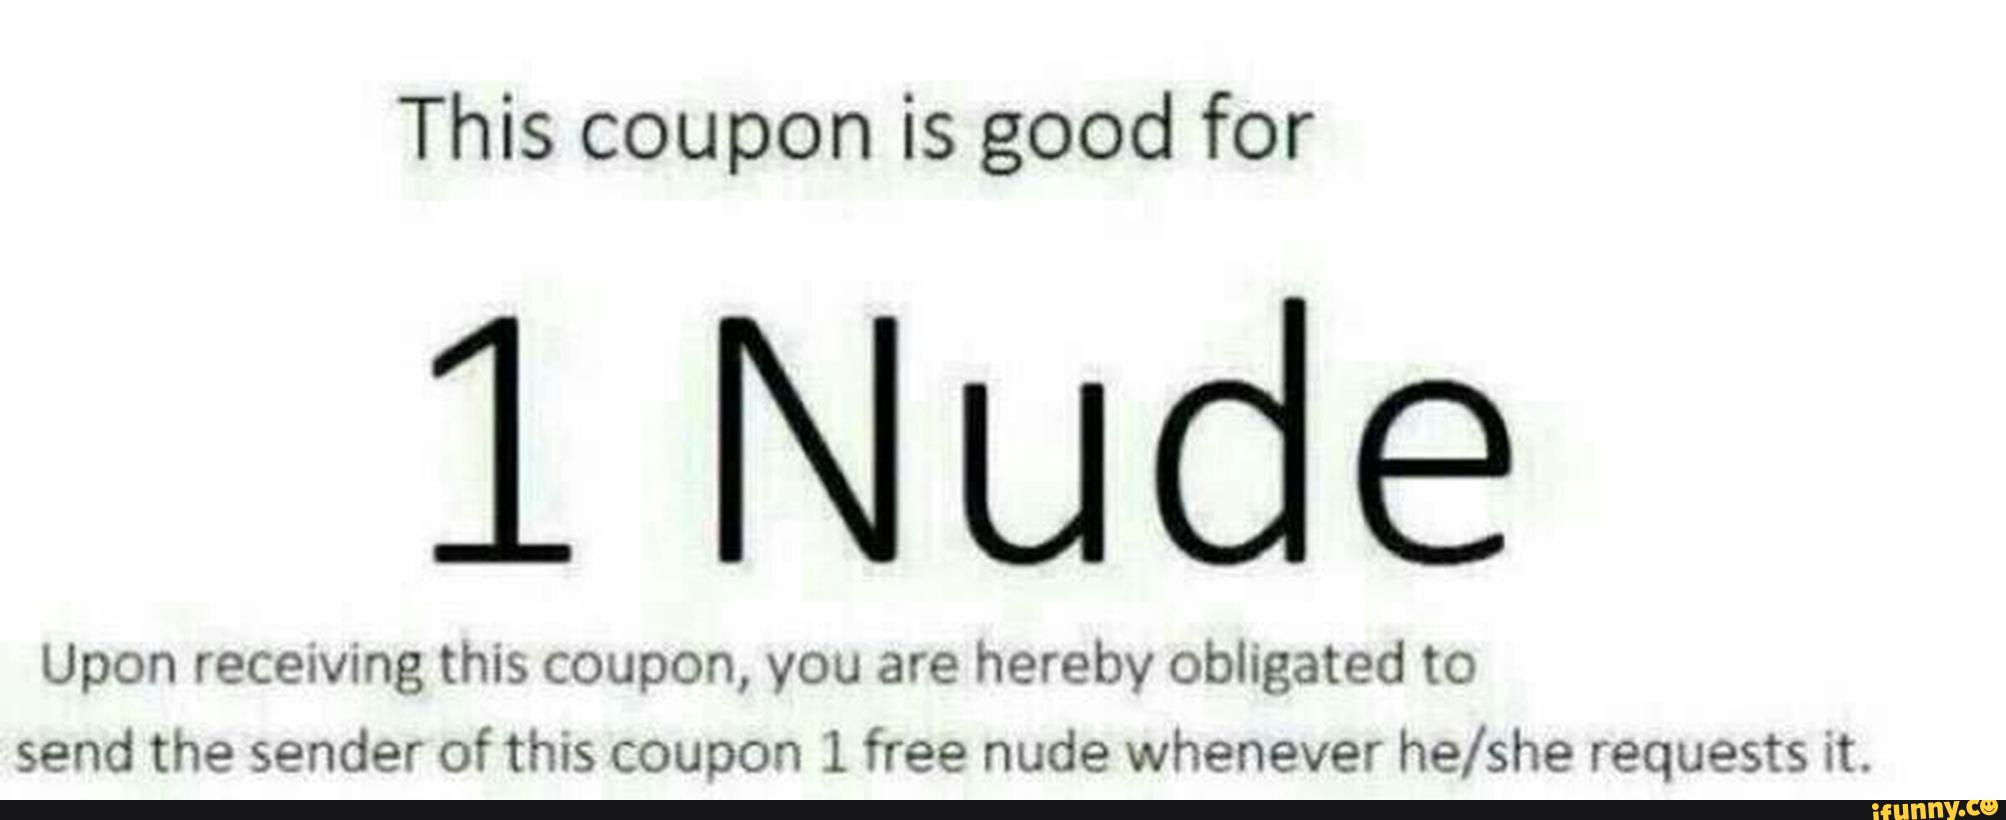 This coupon is good for
1 Nude
Upon receiving this coupon, you are hereby obligated to
send the sender of this coupon 1 free nude whenever he/she requests it.
ifunny.co